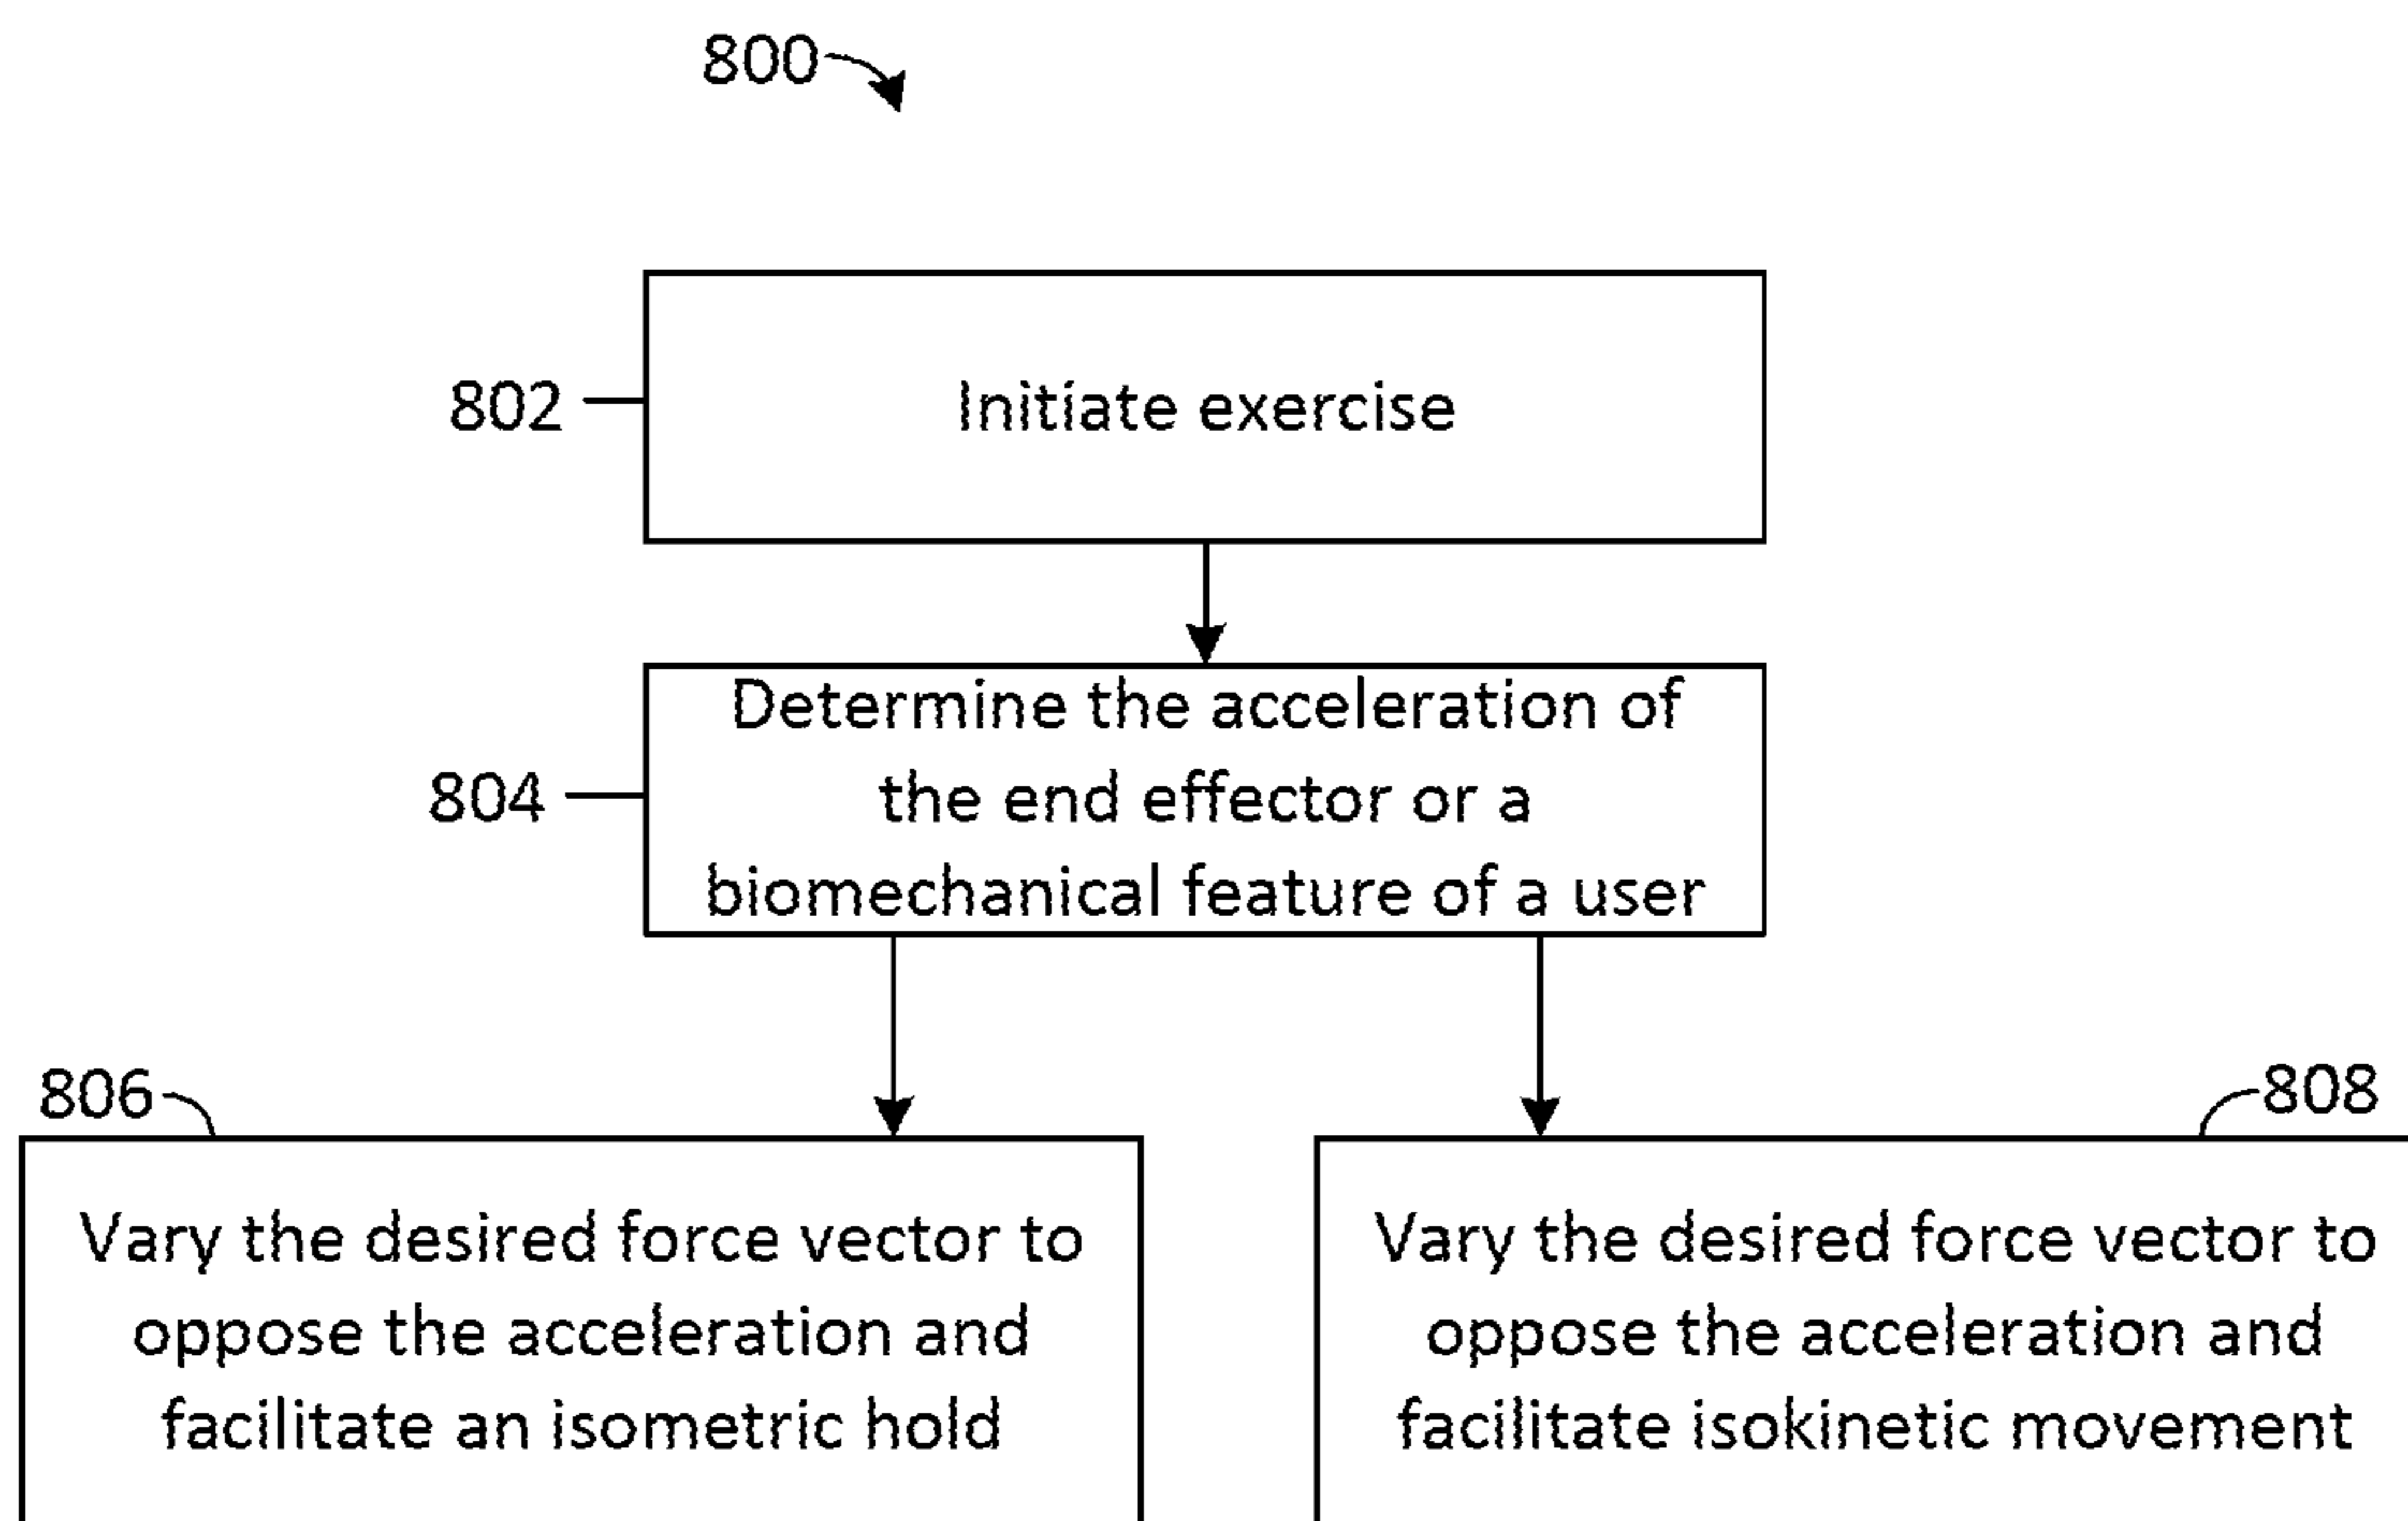 800
802
Initiate exercise
804
Determine the acceleration of
the end effector or a
biomechanical feature of a user
806
808
Vary the desired force vector to
oppose the acceleration and
facilitate an isometric hold
Vary the desired force vector to
oppose the acceleration and
facilitate isokinetic movement